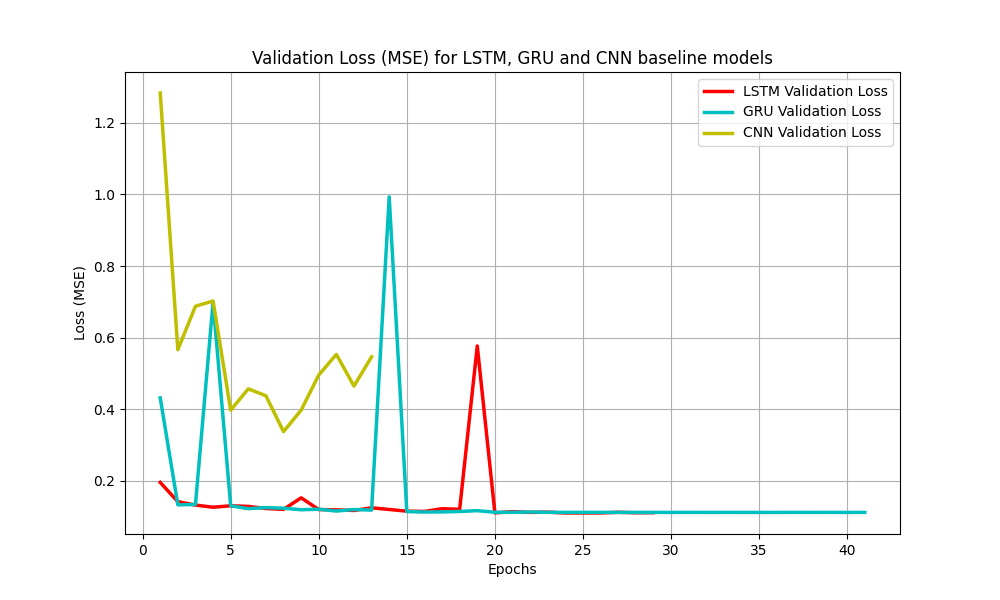 Validation Loss (MSE) for LSTM, GRU and CNN baseline models
LSTM Validation Loss
GRU Validation Loss
CNN Validation Loss
1.2
1.0
0.8
0.6
0.4
0.2
Loss (MSE)
0 5 10 15 20 25 30 35 40
Epochs